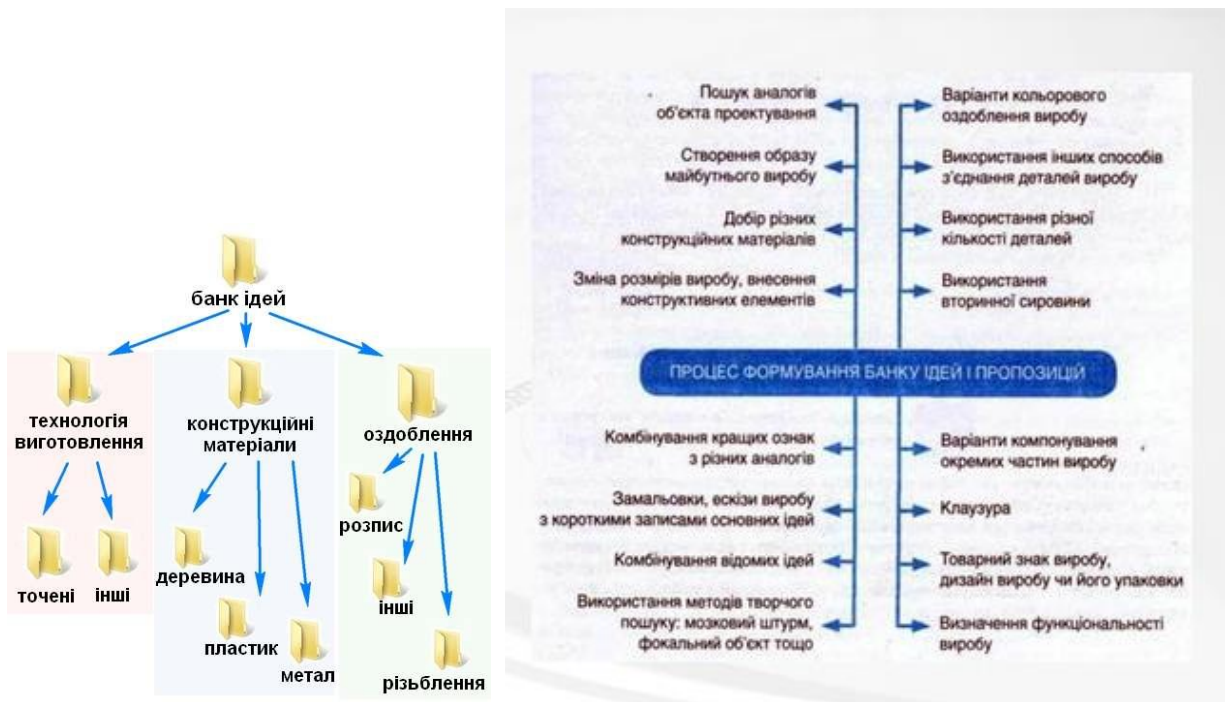 банк ідей
технологія
виготовлення
точені
інші
конструкційні
матеріали
деревина
пластик
метал
оздоблення
розпис
інші
різьблення
Пошук аналогів
об'єкта проектування
Створення образу
майбутнього виробу
Добір різних
конструкційних матеріалів
Зміна розмірів виробу, внесення
конструктивних елементів
Варіанти кольорового
оздоблення виробу
Використання інших способів
з'єднання деталей виробу
Використання різної
кількості деталей
Використання
вторинної сировини
ПРОЦЕС ФОРМУВАННЯ БАНКУ ІДЕЙ І ПРОПОЗИЦІЙ
Комбінування кращих ознак
з різних аналогів
Замальовки, ескізи виробу
з короткими записами основних ідей
Комбінування відомих ідей
Використання методів творчого
пошуку: мозковий штурм,
фокальний об'єкт тощо
Варіанти компонування
окремих частин виробу
Клаузура
Товарний знак виробу,
дизайн виробу чи його упаковки
Визначення функціональності
виробу